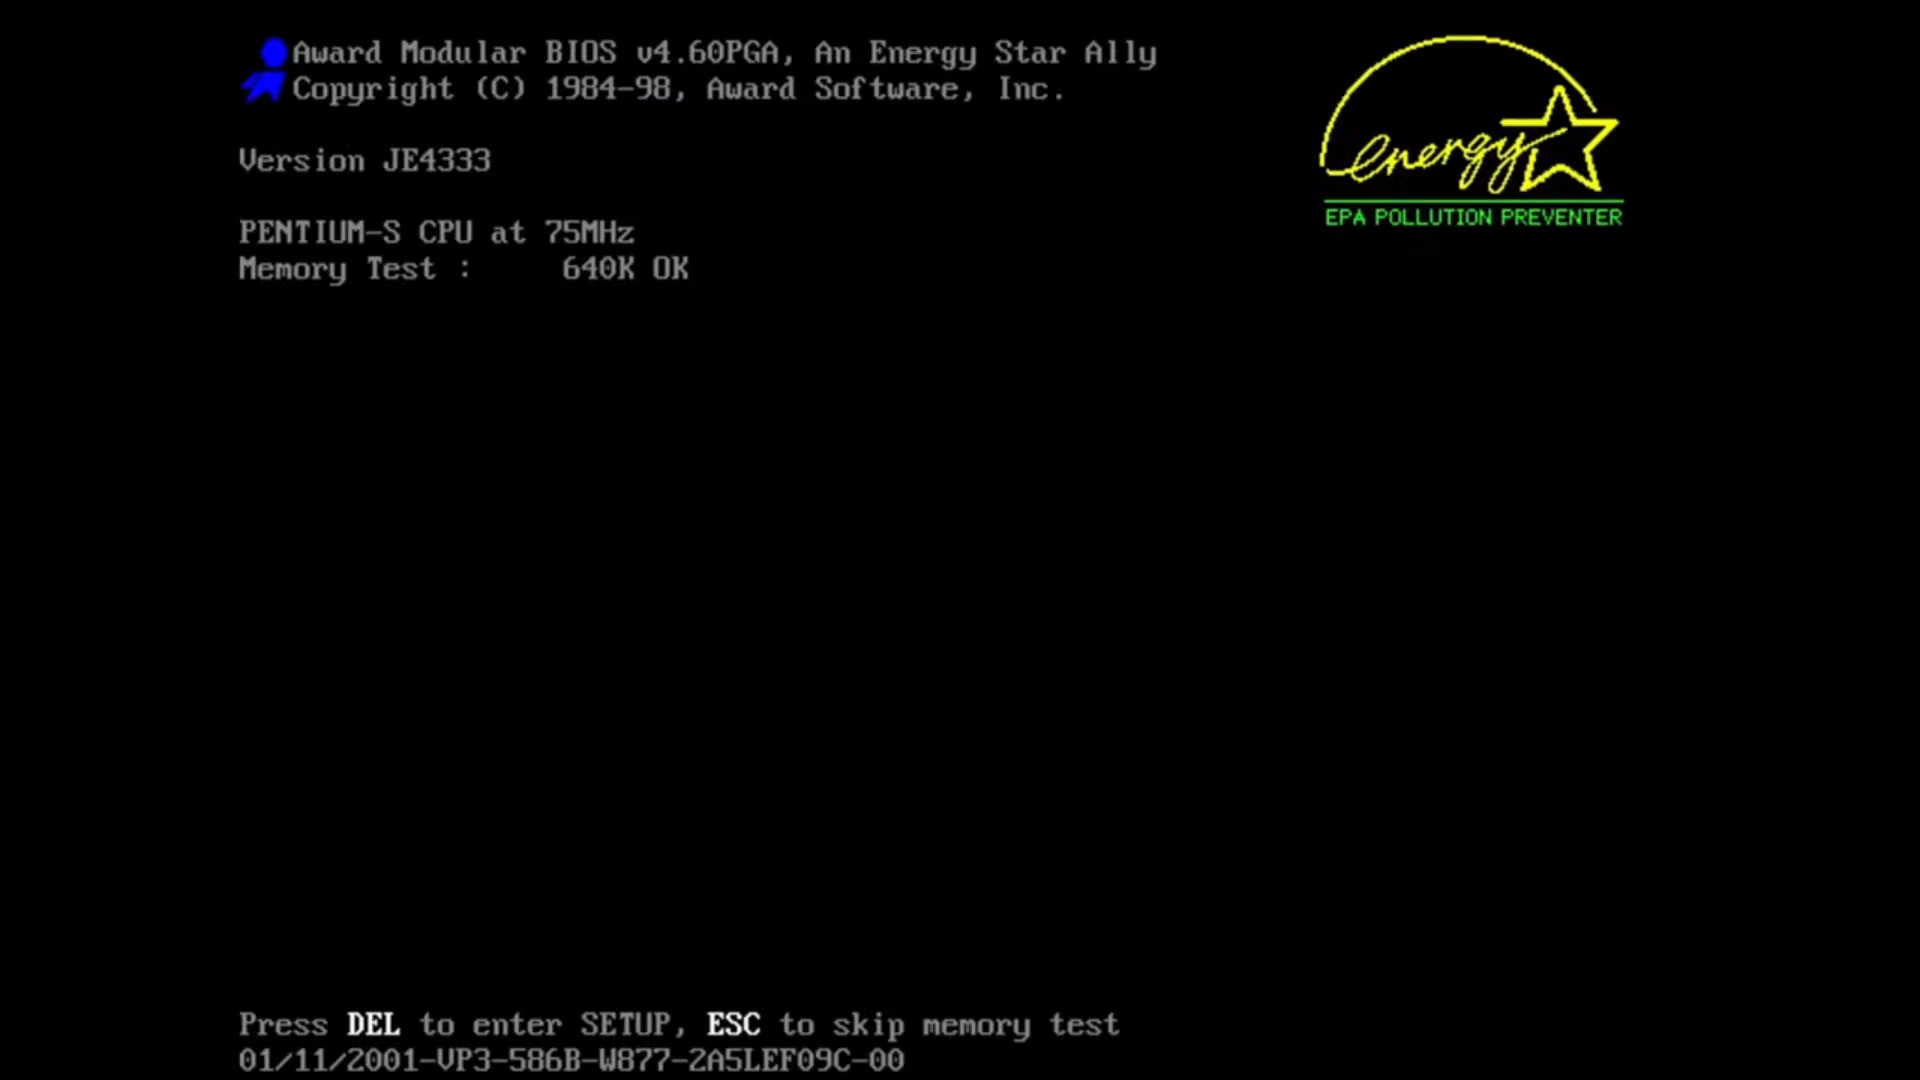 Award Modular BIOS v4.60PGA, An Energy Star Ally
Copyright (C) 1984-98, Award Software, Inc.
energy
EPA POLLUTION PREVENTER
Version JE4333
PENTIUM-S CPU at 75MHz
Memory Test :     640K OK
Press DEL to enter SETUP, ESC to skip memory test
01/11/2001-VP3-586B-W877-2A5LEF09C-00